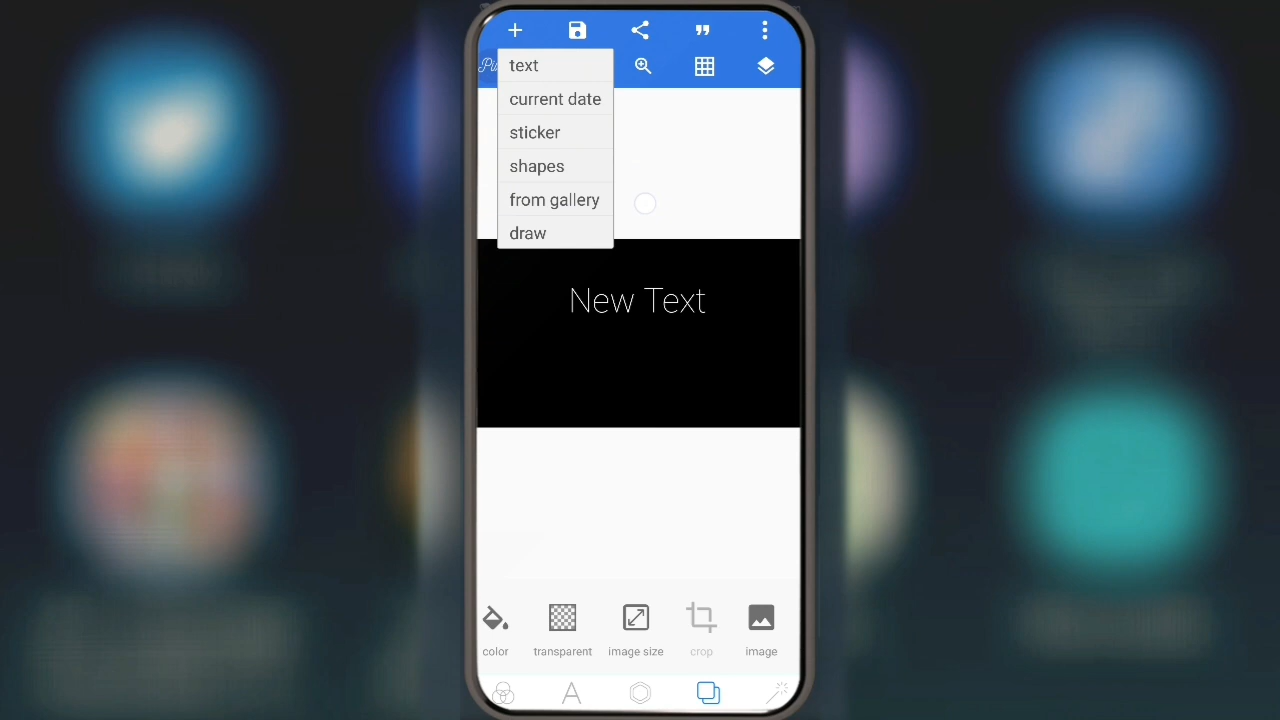 text
current date
sticker
shapes
from gallery
draw
New Text
color
transparent
image size
crop
image